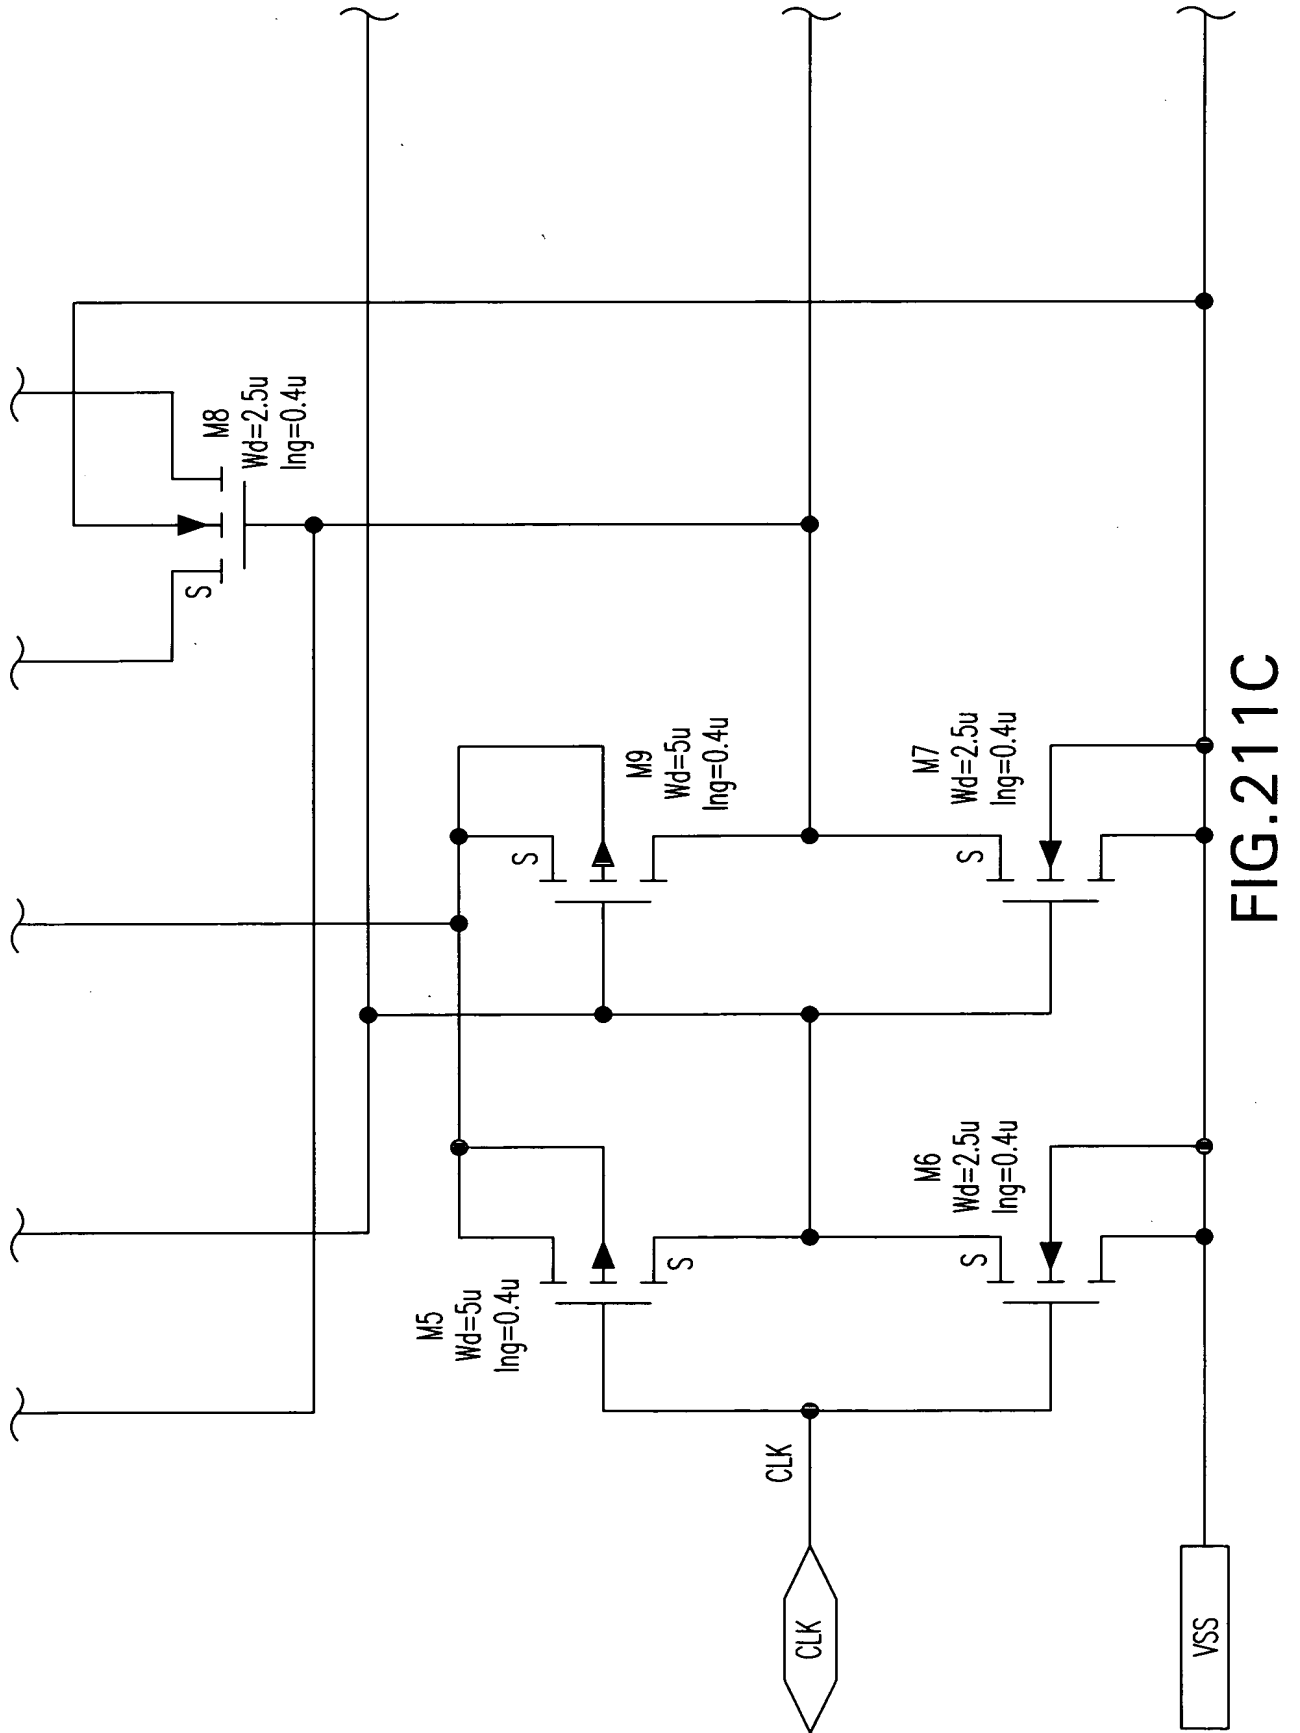 M8
Wd=2.5u
lng=0.4u
S
M5
Wd=5u
lng=0.4u
S
M9
Wd=5u
lng=0.4u
S
M6
Wd=2.5u
lng=0.4u
S
M7
Wd=2.5u
lng=0.4u
S
CLK
CLK
VSS
FIG.211C